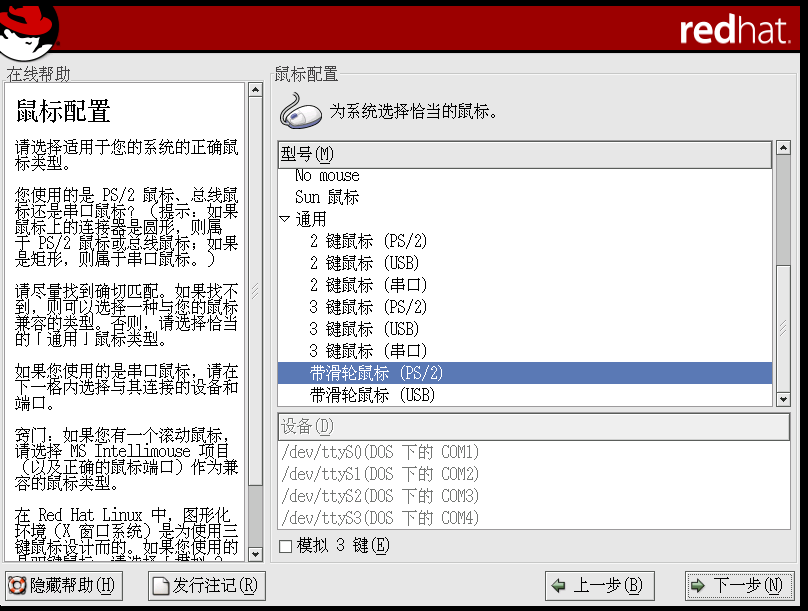 redhat.
在线帮助
鼠标配置
请选择适用于您的系统的正确鼠
标类型。
您使用的是 PS/2 鼠标、总线鼠
标还是串口鼠标？（提示：如果
鼠标上的连接器是圆形，则属
于 PS/2 鼠标或总线鼠标；如果
是矩形，则属于串口鼠标。）
请尽量找到确切匹配。如果找不
到，则可以选择一种与您的鼠标
兼容的类型。否则，请选择恰当
的「通用」鼠标类型。
如果您使用的是串口鼠标，请在
下一格内选择与其连接的设备和
端口。
窍门：如果您有一个滚动鼠标，
请选择 MS Intellimouse 项目
（以及正确的鼠标端口）作为兼
容的鼠标类型。
在 Red Hat Linux 中，图形化
环境（X 窗口系统）是为使用三
键鼠标设计而的。如果您使用的
鼠标配置
为系统选择恰当的鼠标。
型号(M)
No mouse
Sun 鼠标
通用
2 键鼠标 (PS/2)
2 键鼠标 (USB)
2 键鼠标 (串口)
3 键鼠标 (PS/2)
3 键鼠标 (USB)
3 键鼠标 (串口)
带滑轮鼠标 (PS/2)
带滑轮鼠标 (USB)
设备(D)
/dev/ttyS0(DOS 下的 COM1)
/dev/ttyS1(DOS 下的 COM2)
/dev/ttyS2(DOS 下的 COM3)
/dev/ttyS3(DOS 下的 COM4)
模拟 3 键(E)
隐藏帮助(H)
发行注记(R)
上一步(B)
下一步(N)